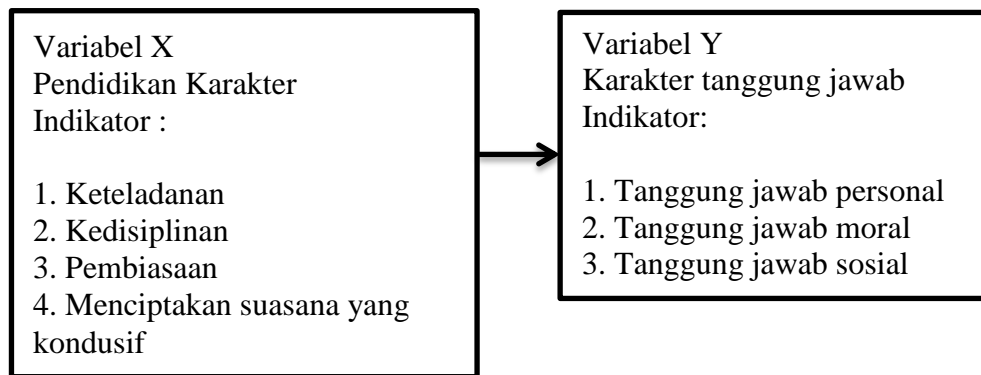 Variabel X
Pendidikan Karakter
Indikator :
1. Keteladanan
2. Kedisiplinan
3. Pembiasaan
4. Menciptakan suasana yang
kondusif
Variabel Y
Karakter tanggung jawab
Indikator:
1. Tanggung jawab personal
2. Tanggung jawab moral
3. Tanggung jawab sosial